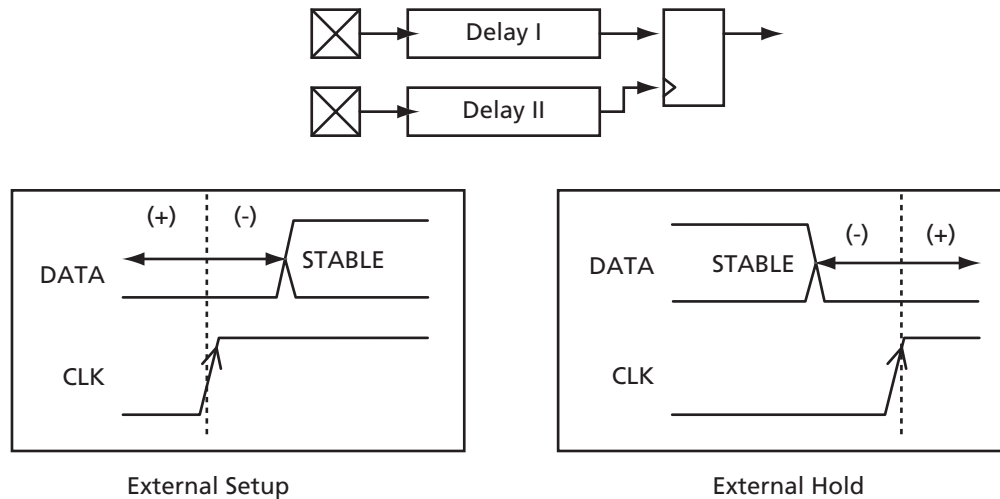 Delay I
Delay II
(+) (-)
DATA STABLE
CLK
External Setup
(-) (+)
DATA STABLE
CLK
External Hold